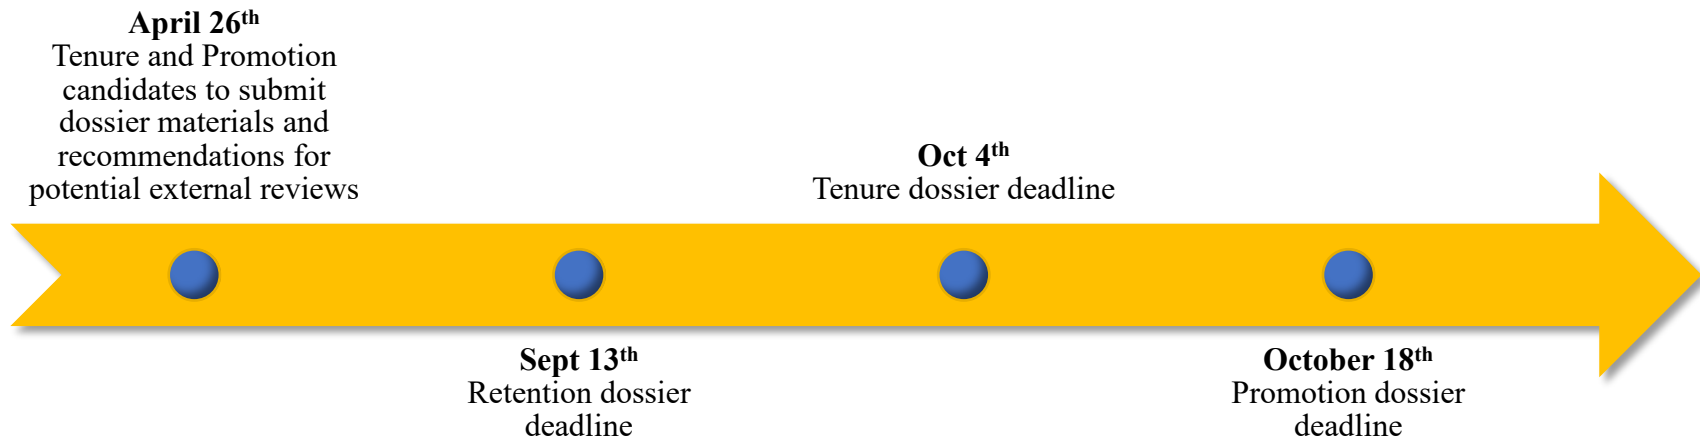 April 26th
Tenure and Promotion
candidates to submit
dossier materials and
recommendations for
potential external reviews
Sept 13th
Retention dossier
deadline
Oct 4th
Tenure dossier deadline
October 18th
Promotion dossier
deadline